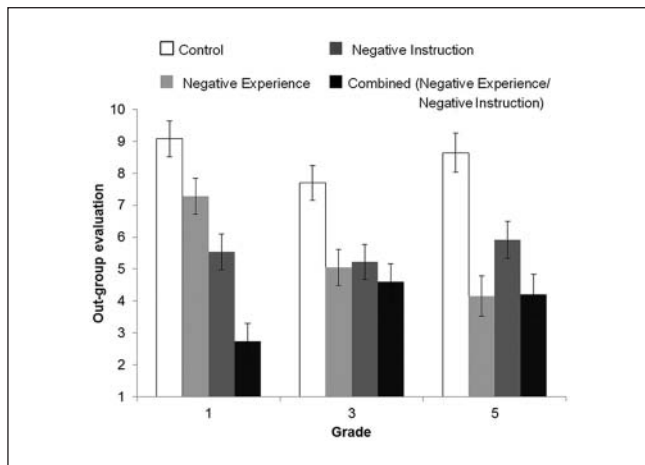 Control
Negative Instruction
Negative Experience
Combined (Negative Experience/
Negative Instruction)
10
9
8
7
6
5
4
3
2
1
Out-group evaluation
1
3
5
Grade